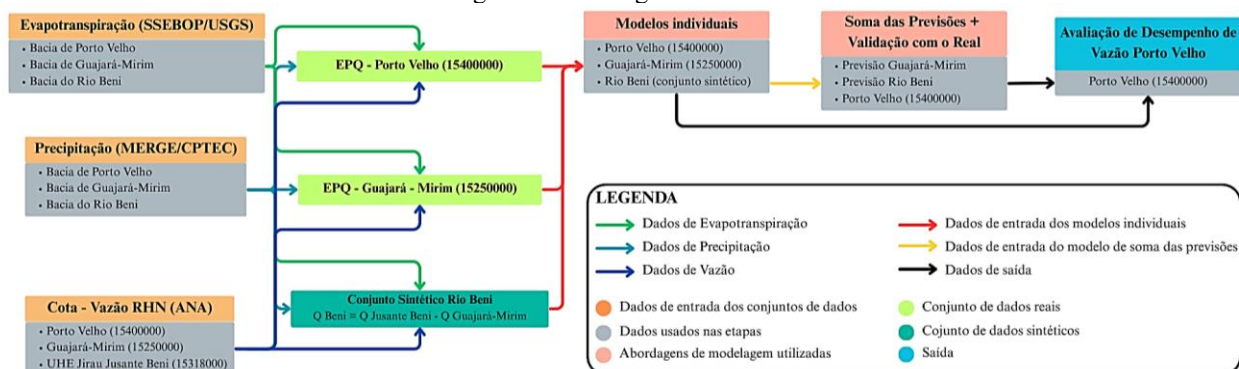 Evapotranspiração (SSEBOP/USGS)
• Bacia de Porto Velho
• Bacia de Guajará-Mirim
• Bacia do Rio Beni
Precipitação (MERGE/CPTEC)
• Bacia de Porto Velho
• Bacia de Guajará-Mirim
• Bacia do Rio Beni
Cota - Vazão RHN (ANA)
• Porto Velho (15400000)
• Guajará-Mirim (15250000)
• UHE Jirau Jusante Beni (15318000)
EPQ - Porto Velho (15400000)
EPQ - Guajará - Mirim (15250000)
Conjunto Sintético Rio Beni
Q Beni = Q Jusante Beni - Q Guajará-Mirim
Modelos individuais
• Porto Velho (15400000)
• Guajará-Mirim (15250000)
• Rio Beni (conjunto sintético)
Soma das Previsões +
Validação com o Real
• Previsão Guajará-Mirim
• Previsão Rio Beni
• Porto Velho (15400000)
Avaliação de Desempenho de
Vazão Porto Velho
Porto Velho (15400000)
LEGENDA
Dados de Evapotranspiração
Dados de Precipitação
Dados de Vazão
Dados de entrada dos modelos individuais
Dados de entrada do modelo de soma das previsões
Dados de saída
Dados de entrada dos conjuntos de dados
Dados usados nas etapas
Abordagens de modelagem utilizadas
Conjunto de dados reais
Cojunto de dados sintéticos
Saída